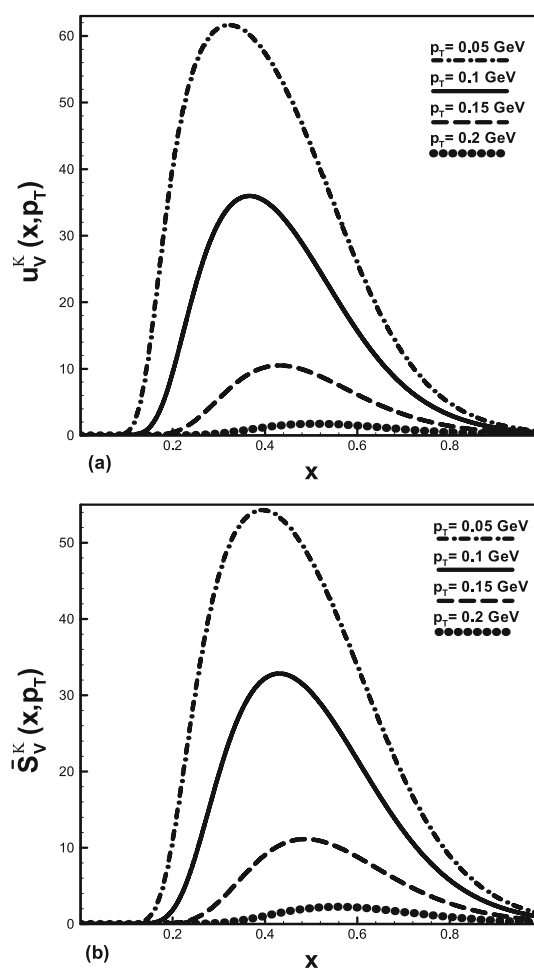 60
50
40
30
20
10
0
u_V^K (x,p_T)
p_T= 0.05 GeV
p_T= 0.1 GeV
p_T= 0.15 GeV
p_T= 0.2 GeV
0.2 0.4 0.6 0.8
(a)
x
50
40
30
20
10
0
S̄_V^K (x,p_T)
p_T= 0.05 GeV
p_T= 0.1 GeV
p_T= 0.15 GeV
p_T= 0.2 GeV
0.2 0.4 0.6 0.8
(b)
x